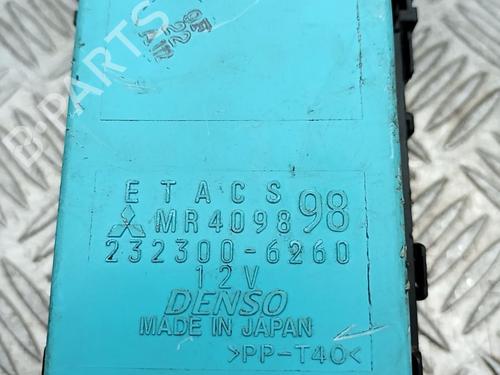 B-PARTS
ETACS
MR409898
232300-6260
12V
DENSO
MADE IN JAPAN
>PP-T40<